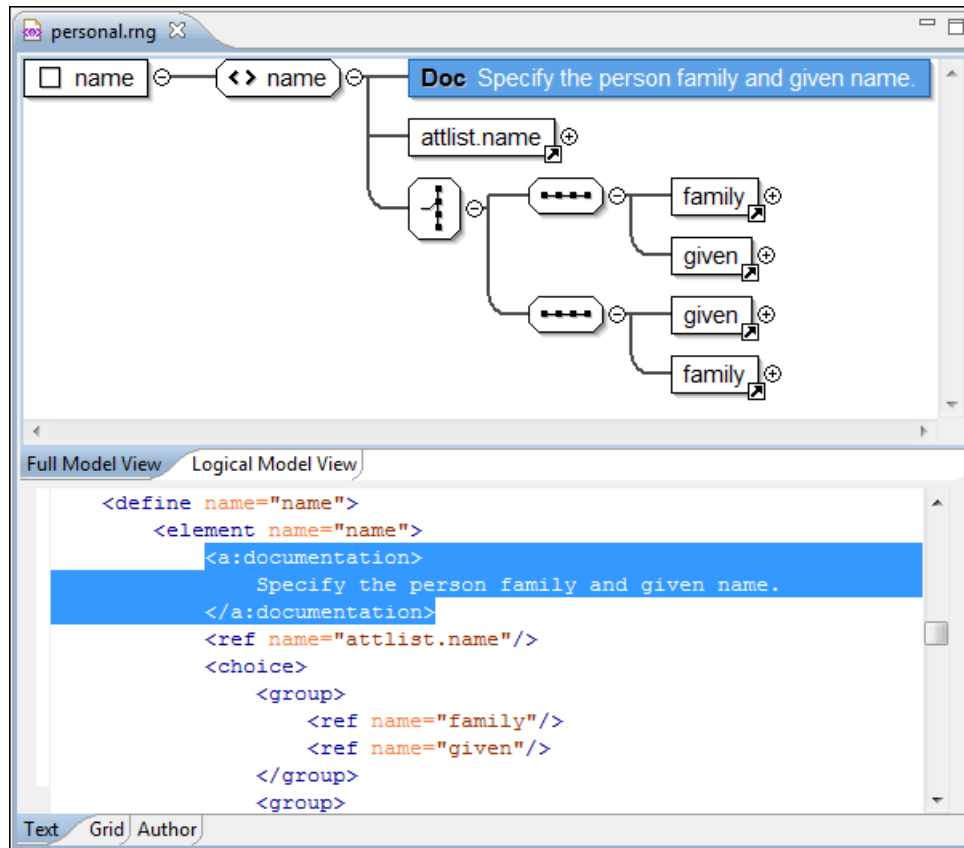 personal.rng
name
<> name
Doc Specify the person family and given name.
attlist.name
family
given
given
family
Full Model View
Logical Model View
<define name="name">
<element name="name">
<a:documentation>
Specify the person family and given name.
</a:documentation>
<ref name="attlist.name"/>
<choice>
<group>
<ref name="family"/>
<ref name="given"/>
</group>
<group>
Text Grid Author